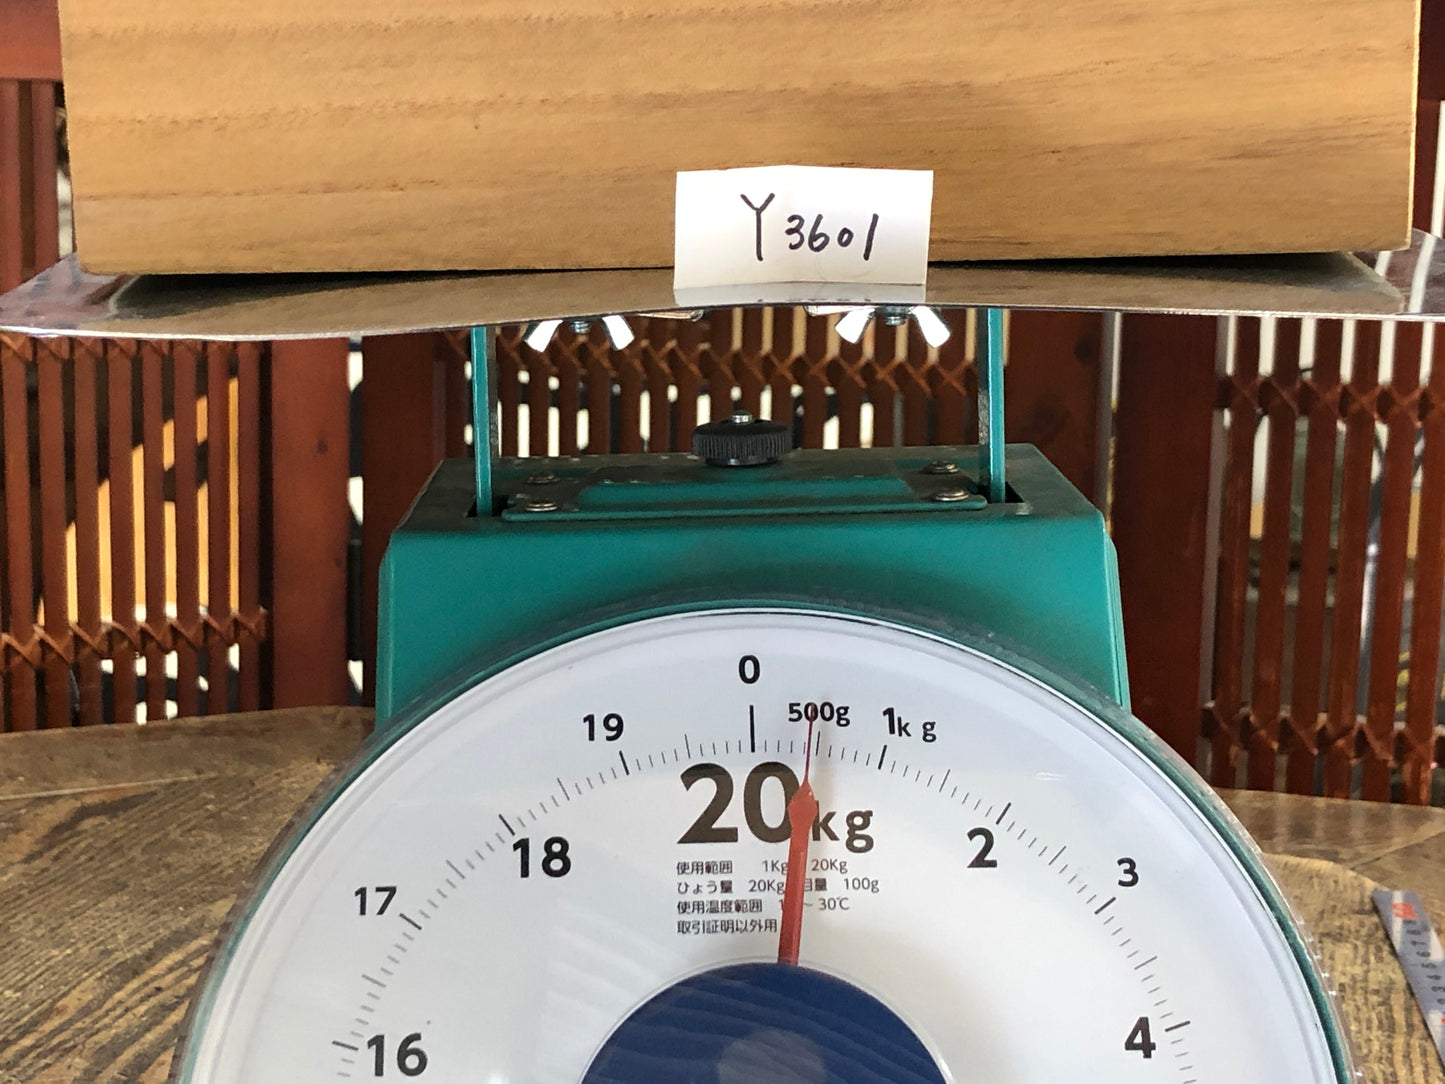 Y3601
0
19
500g
1kg
20kg
18
2
使用範囲 1Kg 20Kg
ひょう量 20Kg 目量 100g
使用温度範囲 ~ 30℃
取引証明以外用
17
3
16
4